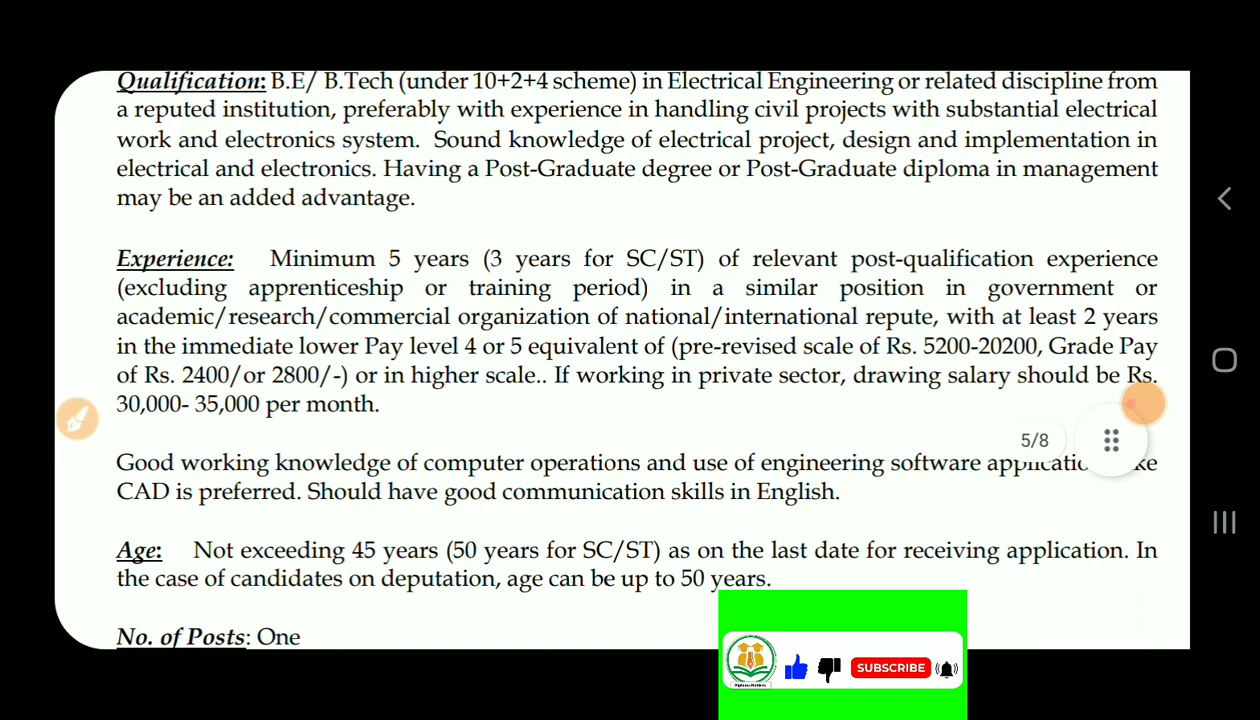 Qualification: B.E/ B.Tech (under 10+2+4 scheme) in Electrical Engineering or related discipline from
a reputed institution, preferably with experience in handling civil projects with substantial electrical
work and electronics system. Sound knowledge of electrical project, design and implementation in
electrical and electronics. Having a Post-Graduate degree or Post-Graduate diploma in management
may be an added advantage.
Experience: Minimum 5 years (3 years for SC/ST) of relevant post-qualification experience
(excluding apprenticeship or training period) in a similar position in government or
academic/research/commercial organization of national/international repute, with at least 2 years
in the immediate lower Pay level 4 or 5 equivalent of (pre-revised scale of Rs. 5200-20200, Grade Pay
of Rs. 2400/or 2800/-) or in higher scale.. If working in private sector, drawing salary should be Rs.
30,000- 35,000 per month.
5/8
Good working knowledge of computer operations and use of engineering software
CAD is preferred. Should have good communication skills in English.
Age: Not exceeding 45 years (50 years for SC/ST) as on the last date for receiving application. In
the case of candidates on deputation, age can be up to 50 years.
No. of Posts: One
SUBSCRIBE